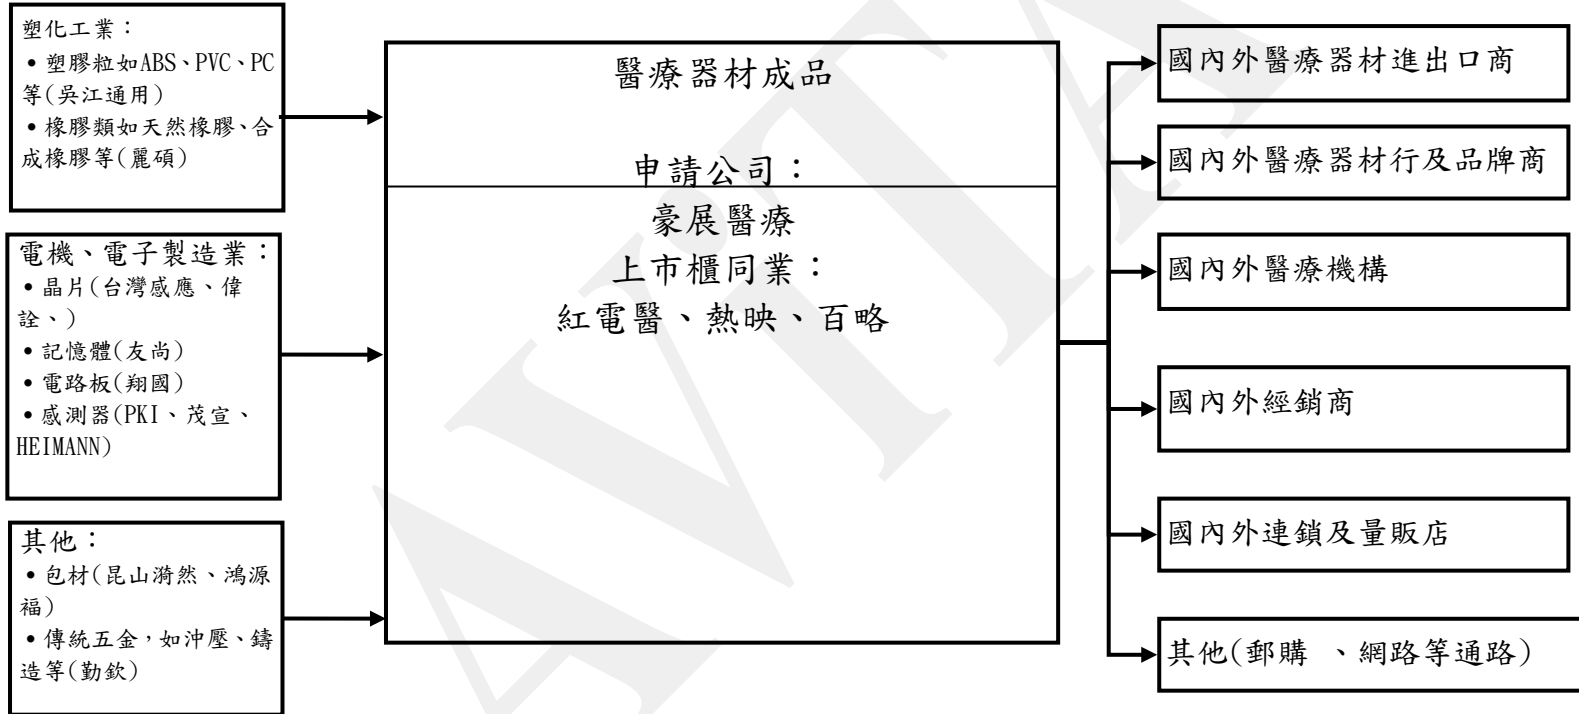 塑化工業：
•塑膠粒如ABS、PVC、PC
等(吳江通用)
•橡膠類如天然橡膠、合
成橡膠等(麗碩)
電機、電子製造業：
•晶片(台灣感應、偉
詮、)
•記憶體(友尚)
•電路板(翔國)
•感測器(PKI、茂宣、
HEIMANN)
其他：
•包材(昆山漪然、鴻源
福)
•傳統五金，如沖壓、鑄
造等(勤欽)
醫療器材成品
申請公司：
豪展醫療
上市櫃同業：
紅電醫、熱映、百略
國內外醫療器材進出口商
國內外醫療器材行及品牌商
國內外醫療機構
國內外經銷商
國內外連鎖及量販店
其他(郵購 、網路等通路)
AViTA